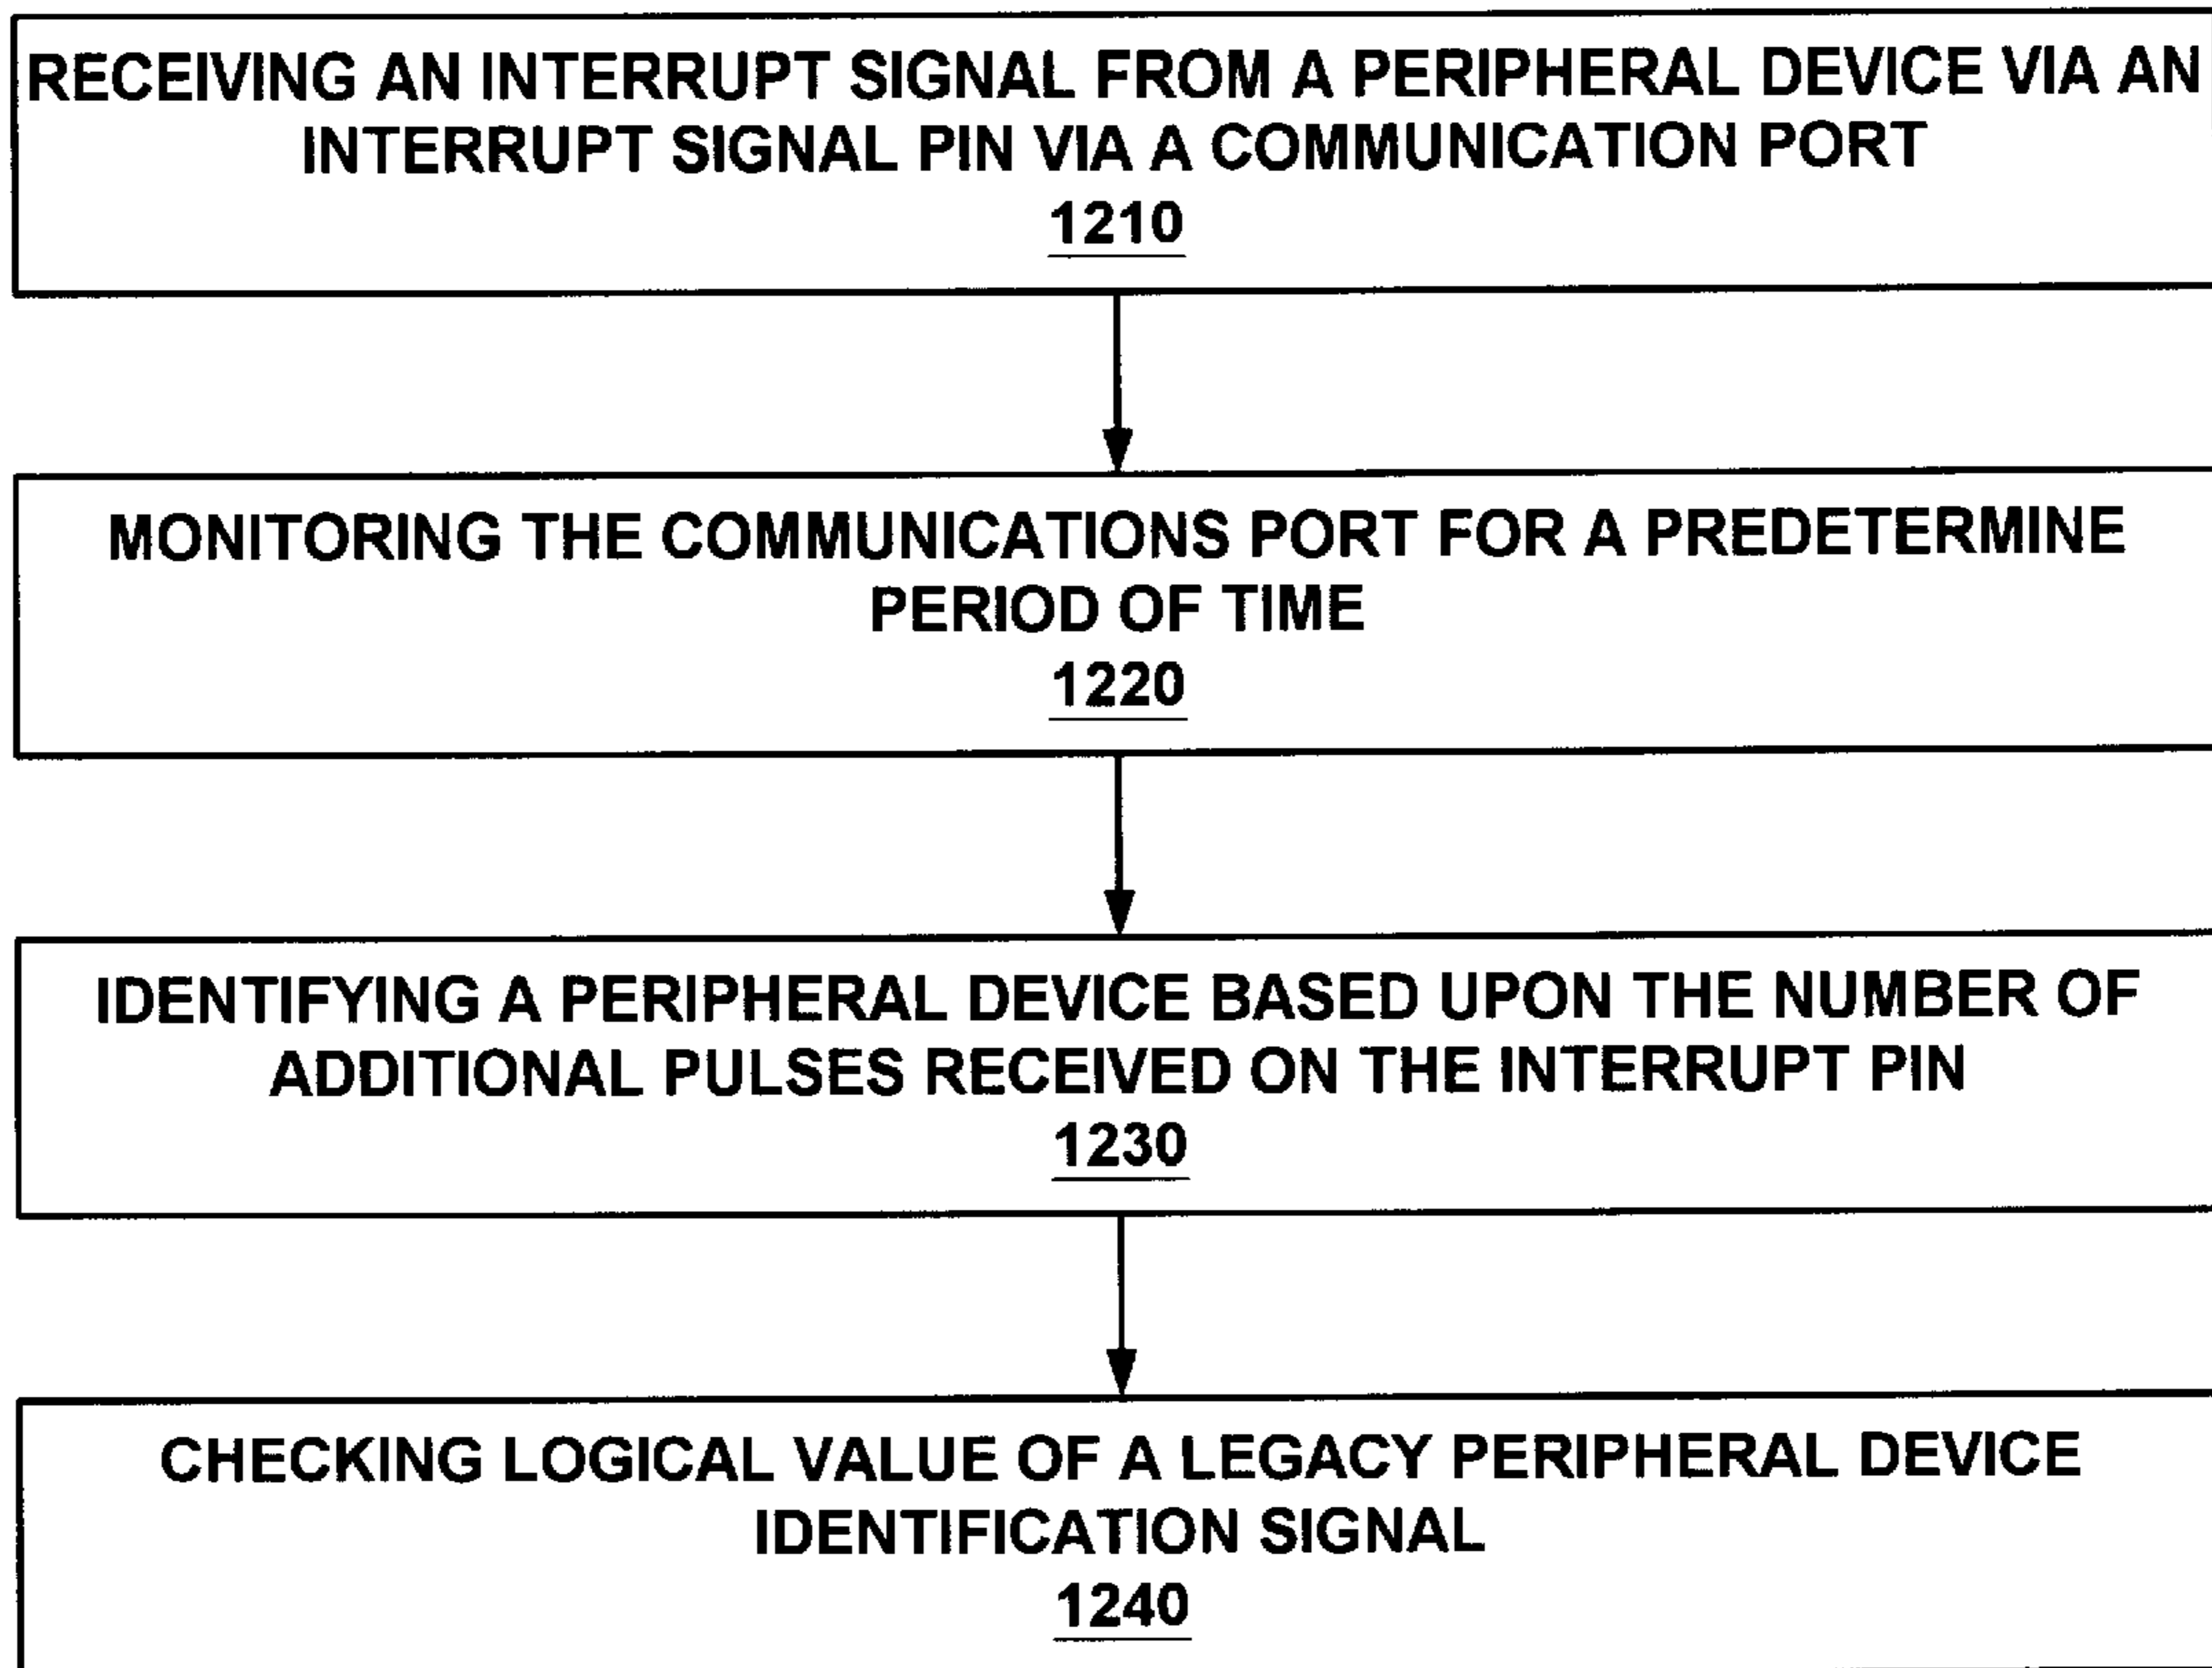 RECEIVING AN INTERRUPT SIGNAL FROM A PERIPHERAL DEVICE VIA AN
INTERRUPT SIGNAL PIN VIA A COMMUNICATION PORT
1210
MONITORING THE COMMUNICATIONS PORT FOR A PREDETERMINE
PERIOD OF TIME
1220
IDENTIFYING A PERIPHERAL DEVICE BASED UPON THE NUMBER OF
ADDITIONAL PULSES RECEIVED ON THE INTERRUPT PIN
1230
CHECKING LOGICAL VALUE OF A LEGACY PERIPHERAL DEVICE
IDENTIFICATION SIGNAL
1240